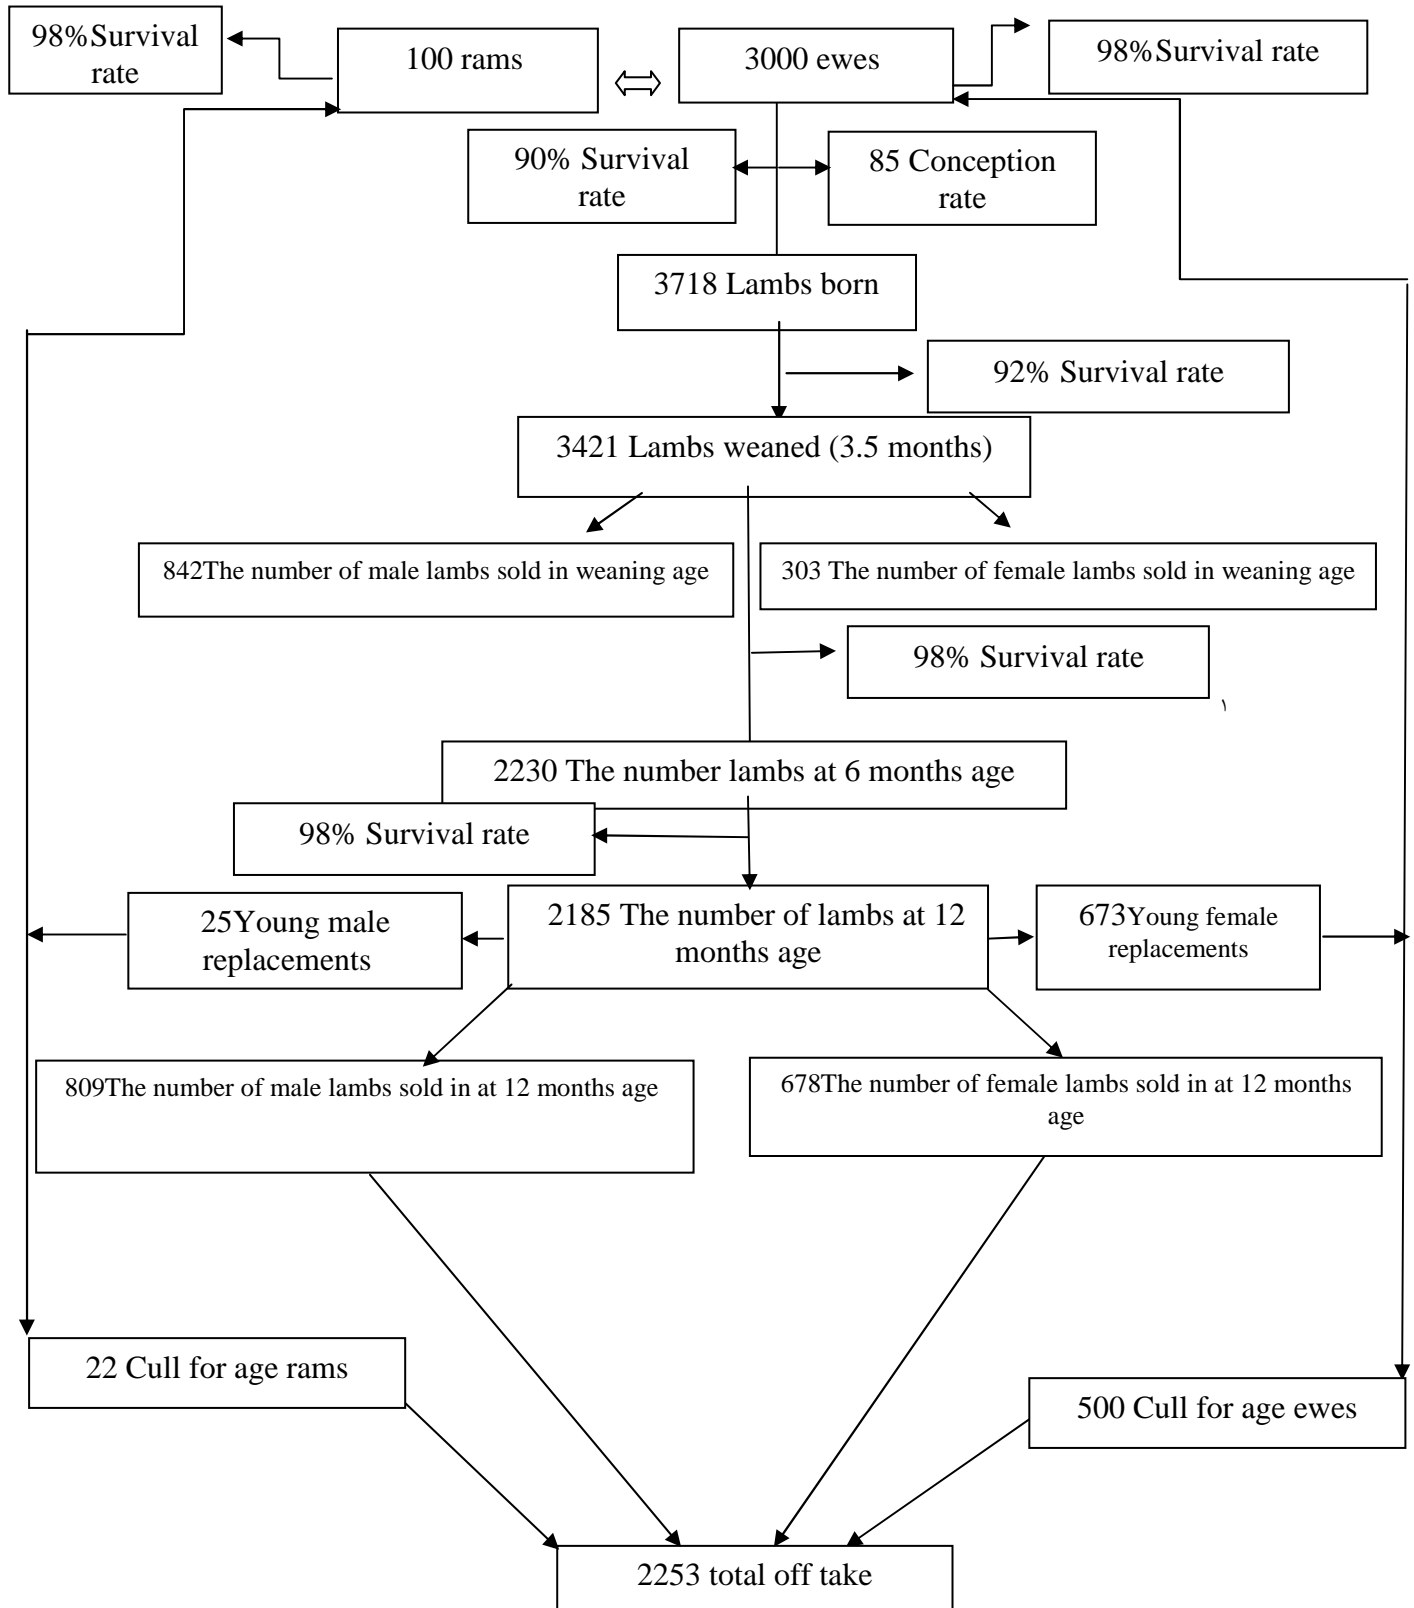 98%Survival
rate
100 rams
3000 ewes
98%Survival rate
90% Survival
rate
85 Conception
rate
3718 Lambs born
92% Survival rate
3421 Lambs weaned (3.5 months)
842The number of male lambs sold in weaning age
303 The number of female lambs sold in weaning age
98% Survival rate
١
2230 The number lambs at 6 months age
98% Survival rate
25Young male
replacements
2185 The number of lambs at 12
months age
673Young female
replacements
809The number of male lambs sold in at 12 months age
678The number of female lambs sold in at 12 months
age
22 Cull for age rams
500 Cull for age ewes
2253 total off take